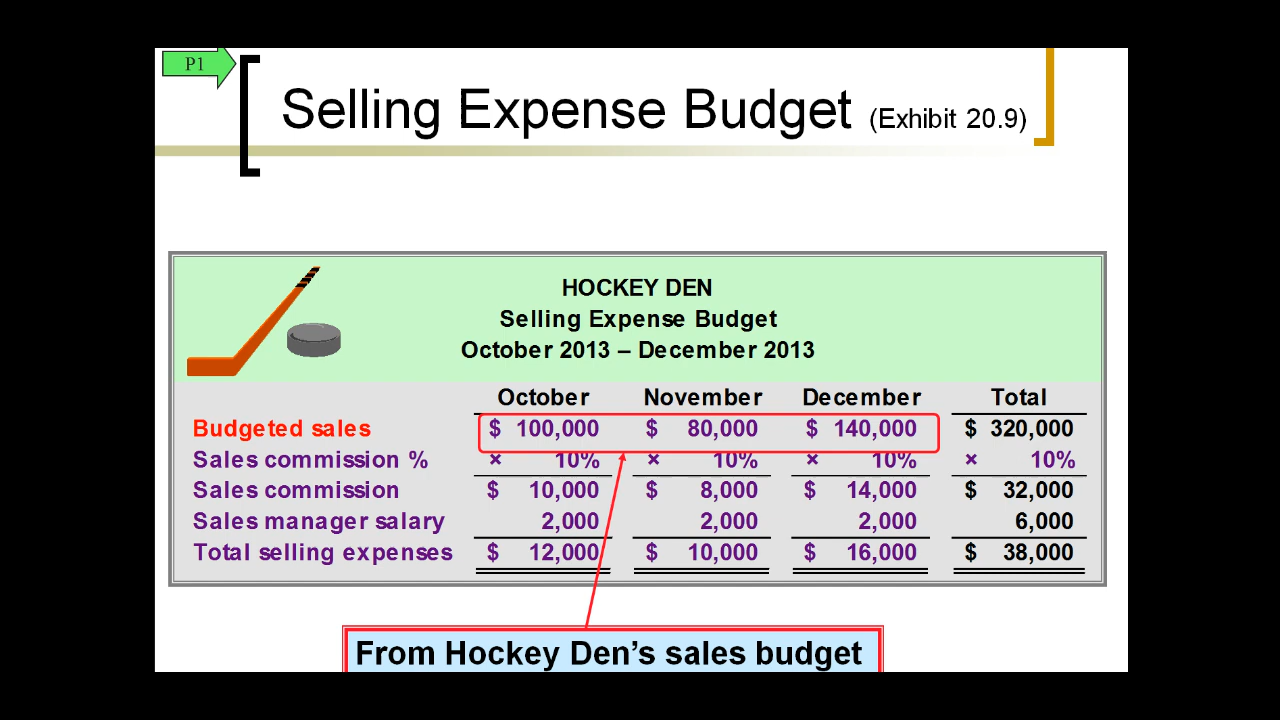 P1
Selling Expense Budget (Exhibit 20.9)
HOCKEY DEN
Selling Expense Budget
October 2013 – December 2013
October November December Total
Budgeted sales $ 100,000 $ 80,000 $ 140,000 $ 320,000
Sales commission % × 10% × 10% × 10% × 10%
Sales commission $ 10,000 $ 8,000 $ 14,000 $ 32,000
Sales manager salary 2,000 2,000 2,000 6,000
Total selling expenses $ 12,000 $ 10,000 $ 16,000 $ 38,000
From Hockey Den’s sales budget